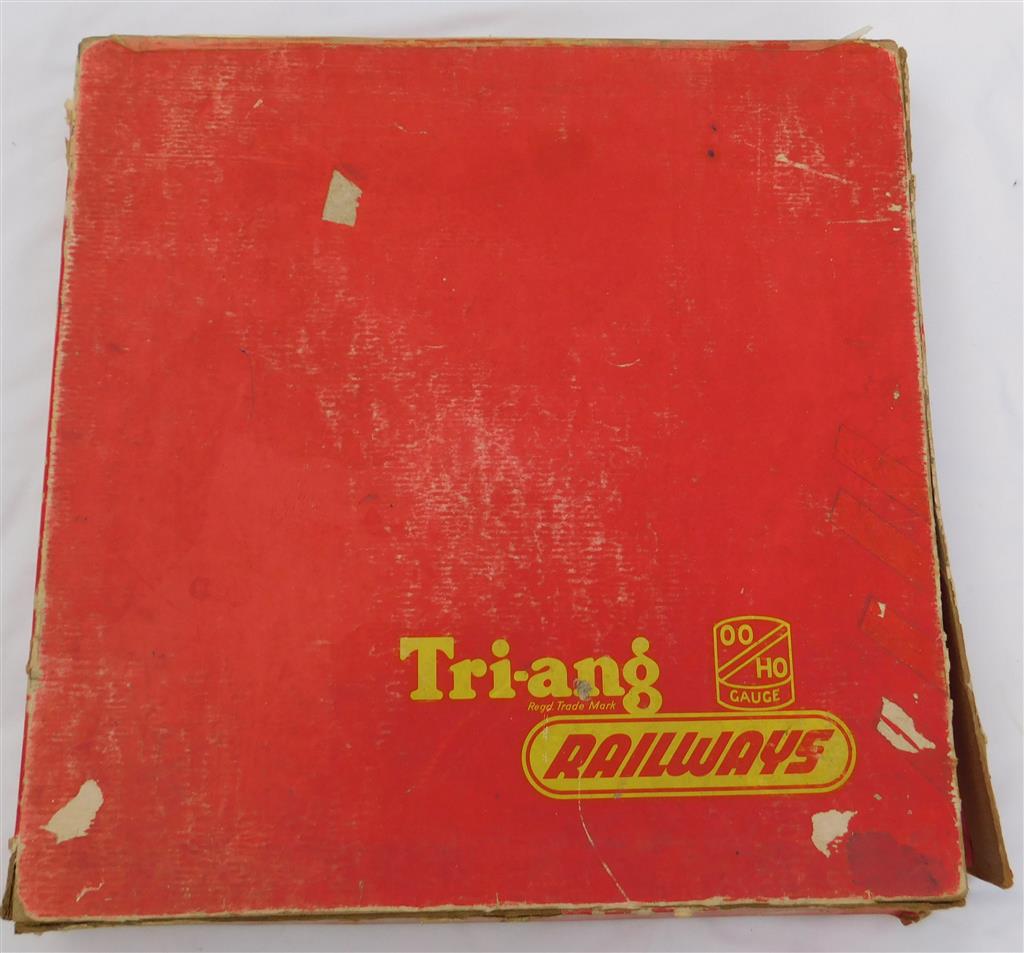 Tri-ang
Regd. Trade Mark
OO
HO
GAUGE
RAILWAYS